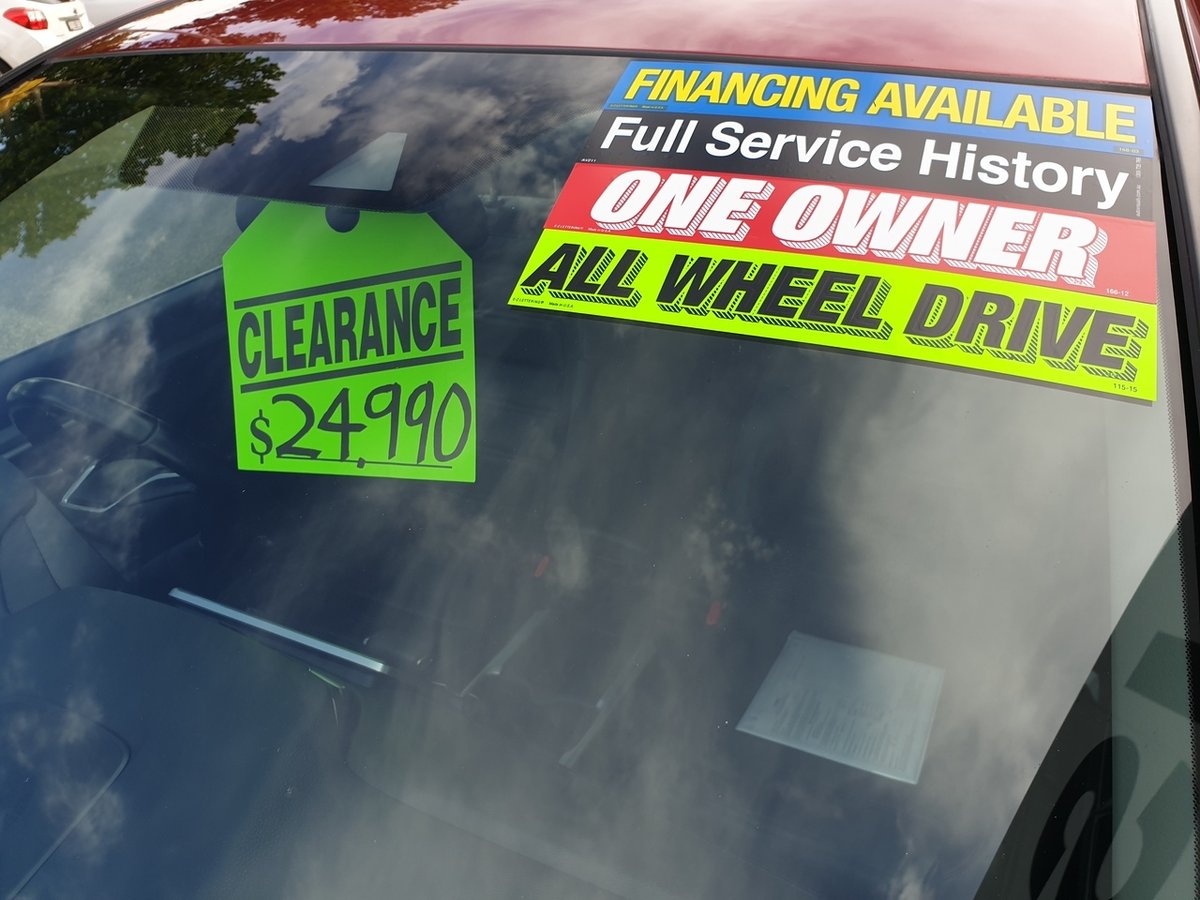 FINANCING AVAILABLE
Full Service History
ONE OWNER
ALL WHEEL DRIVE
CLEARANCE
$24,990